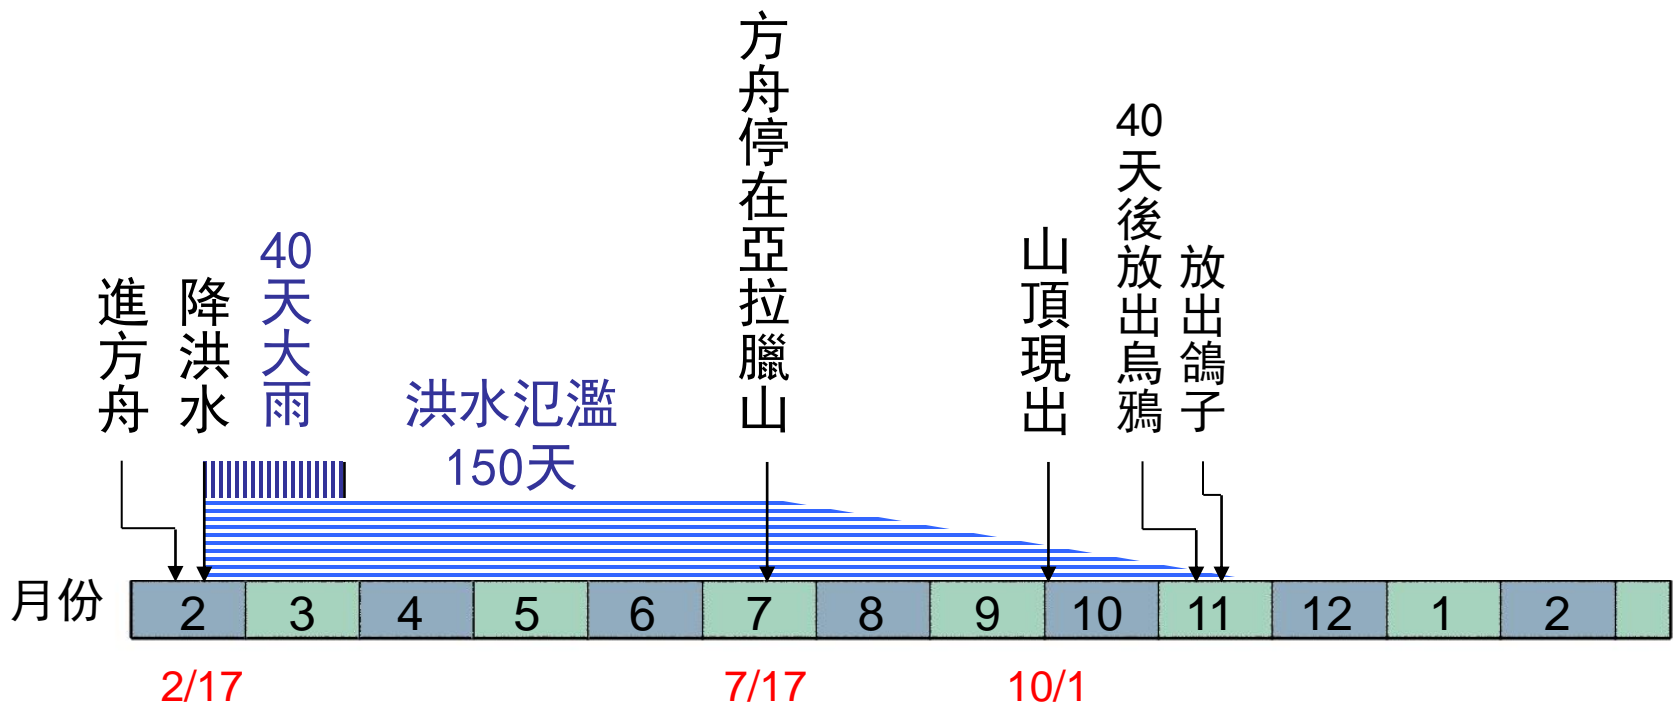 進方舟
降洪水
40天大雨
洪水氾濫
150天
方舟停在亞拉臘山
山頂現出
40天後放出烏鴉
放出鴿子
月份 2 3 4 5 6 7 8 9 10 11 12 1 2
2/17 7/17 10/1